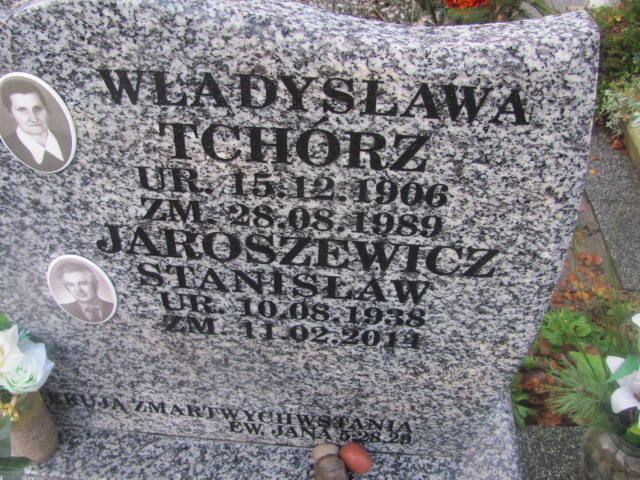 WŁADYSŁAWA
TCHÓRZ
UR. 15.12.1906
ZM. 28.08.1989
JAROSZEWICZ
STANISŁAW
UR. 10.08.1938
ZM. 11.02.2014
ZMARTWYCHWSTANIA
EW. JANA